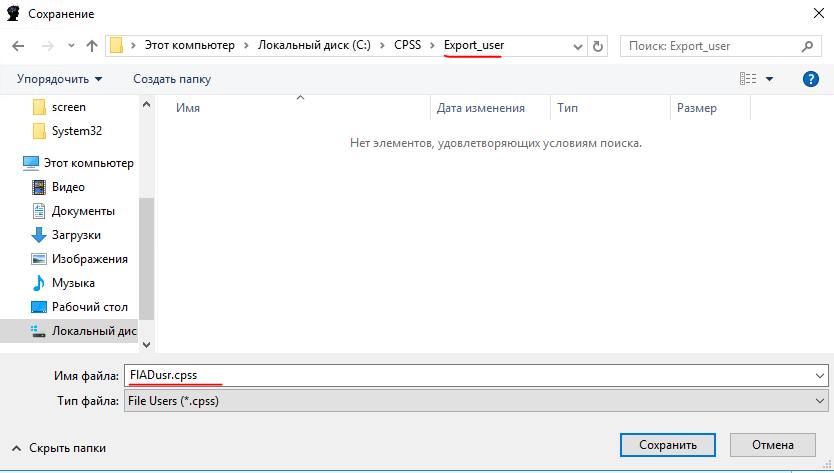 Сохранение
Этот компьютер > Локальный диск (C:) > CPSS > Export_user
Поиск: Export_user
Упорядочить
Создать папку
?
screen
System32
Этот компьютер
Видео
Документы
Загрузки
Изображения
Музыка
Рабочий стол
Локальный дис
Имя
Дата изменения
Тип
Размер
Нет элементов, удовлетворяющих условиям поиска.
Имя файла: FIADusr.cpss
Тип файла: File Users (*.cpss)
Скрыть папки
Сохранить
Отмена